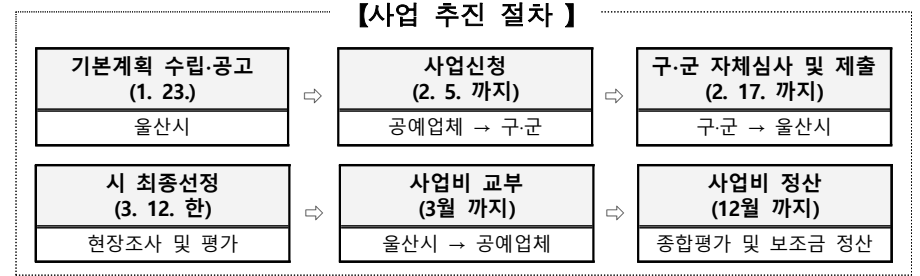 【사업 추진 절차 】
기본계획 수립·공고
(1. 23.)
울산시
⇨
사업신청
(2. 5. 까지)
공예업체 → 구·군
⇨
구·군 자체심사 및 제출
(2. 17. 까지)
구·군 → 울산시
시 최종선정
(3. 12. 한)
현장조사 및 평가
⇨
사업비 교부
(3월 까지)
울산시 → 공예업체
⇨
사업비 정산
(12월 까지)
종합평가 및 보조금 정산